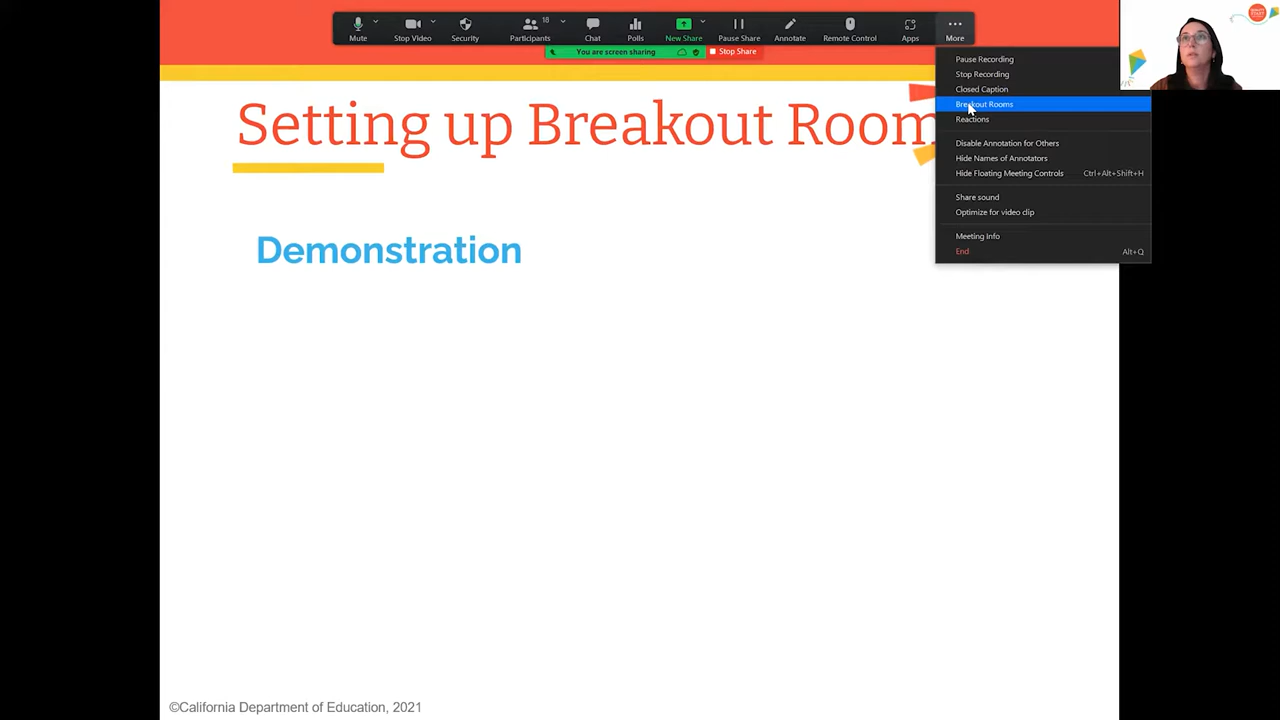 18
Mute
Stop Video
Security
Participants
Chat
Polls
New Share
Pause Share
Annotate
Remote Control
Apps
More
You are screen sharing
Stop Share
Pause Recording
Stop Recording
Closed Caption
Breakout Rooms
Reactions
Disable Annotation for Others
Hide Names of Annotators
Hide Floating Meeting Controls Ctrl+Alt+Shift+H
Share sound
Optimize for video clip
Meeting Info
End Alt+Q
Setting up Breakout Room
Demonstration
©California Department of Education, 2021